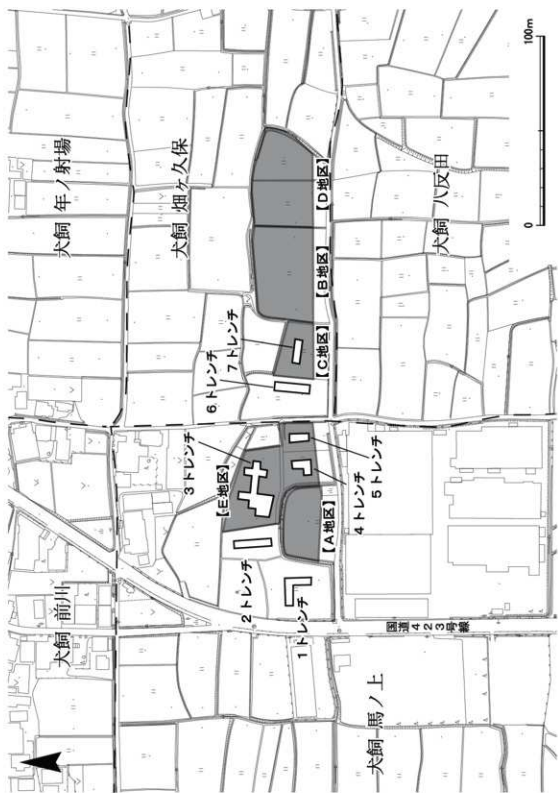 犬飼 年ノ射場
犬飼 前川
犬飼 畑ヶ久保
6トレンチ
7トレンチ
3トレンチ
【E地区】
2トレンチ
1トレンチ
【A地区】
4トレンチ
5トレンチ
【C地区】
【B地区】
【D地区】
国道423号線
犬飼 馬ノ上
犬飼 八反田
0
100m